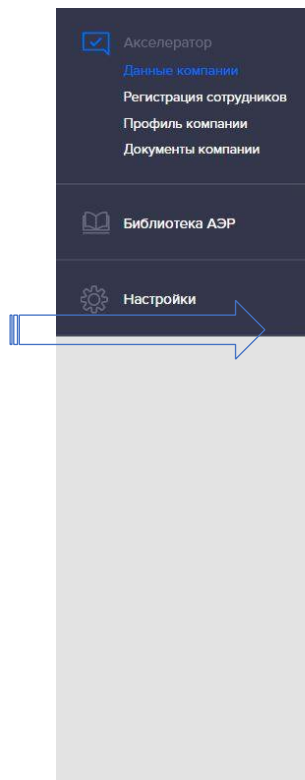 Акселератор
Данные компании
Регистрация сотрудников
Профиль компании
Документы компании
Библиотека АЭР
Настройки